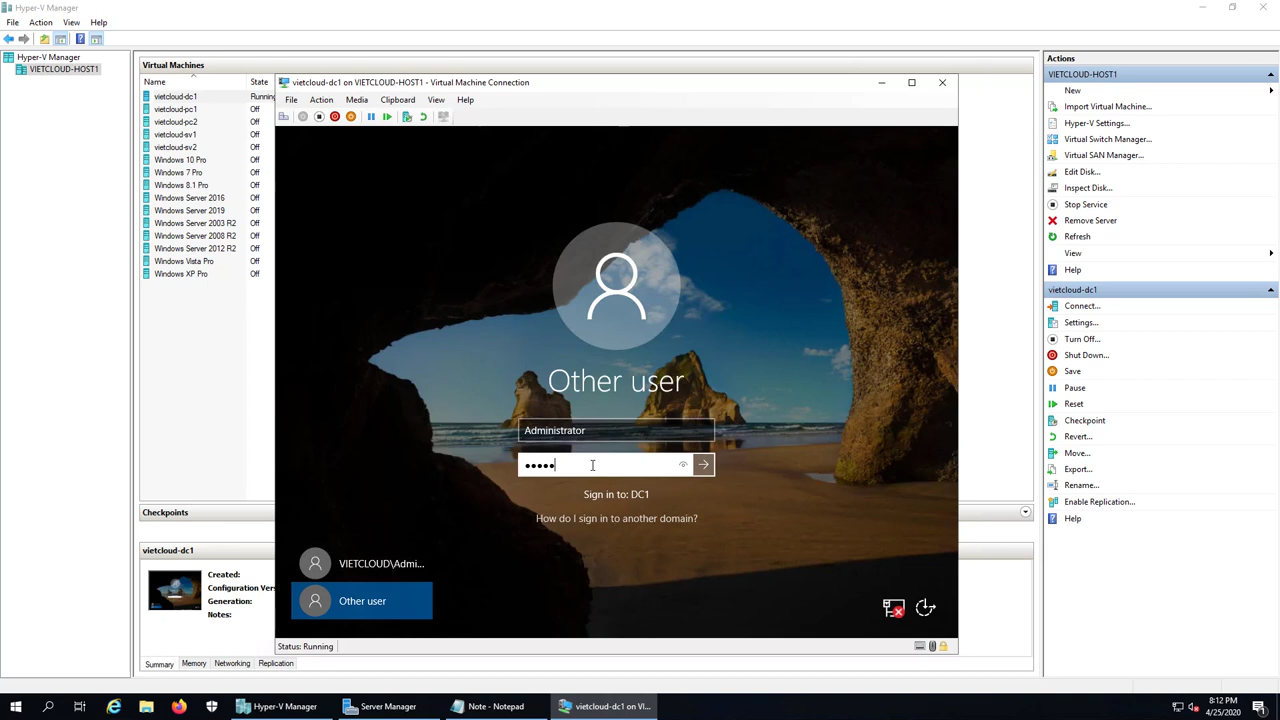 Hyper-V Manager
File Action View Help
Hyper-V Manager
VIETCLOUD-HOST1
Virtual Machines
Name State
vietcloud-dc1 Running
vietcloud-pc1 Off
vietcloud-pc2 Off
vietcloud-sv1 Off
vietcloud-sv2 Off
Windows 10 Pro Off
Windows 7 Pro Off
Windows 8.1 Pro Off
Windows Server 2016 Off
Windows Server 2019 Off
Windows Server 2003 R2 Off
Windows Server 2008 R2 Off
Windows Server 2012 R2 Off
Windows Vista Pro Off
Windows XP Pro Off
Checkpoints
vietcloud-dc1
Created:
Configuration Vers
Generation:
Notes:
Summary Memory Networking Replication
vietcloud-dc1 on VIETCLOUD-HOST1 - Virtual Machine Connection
File Action Media Clipboard View Help
Other user
Administrator
•••••
Sign in to: DC1
How do I sign in to another domain?
VIETCLOUD\Admi...
Other user
Status: Running
Actions
VIETCLOUD-HOST1
New
Import Virtual Machine...
Hyper-V Settings...
Virtual Switch Manager...
Virtual SAN Manager...
Edit Disk...
Inspect Disk...
Stop Service
Remove Server
Refresh
View
Help
vietcloud-dc1
Connect...
Settings...
Turn Off...
Shut Down...
Save
Pause
Reset
Checkpoint
Revert...
Move...
Export...
Rename...
Enable Replication...
Help
Hyper-V Manager Server Manager Note - Notepad vietcloud-dc1 on VI...
8:12 PM
4/25/2020